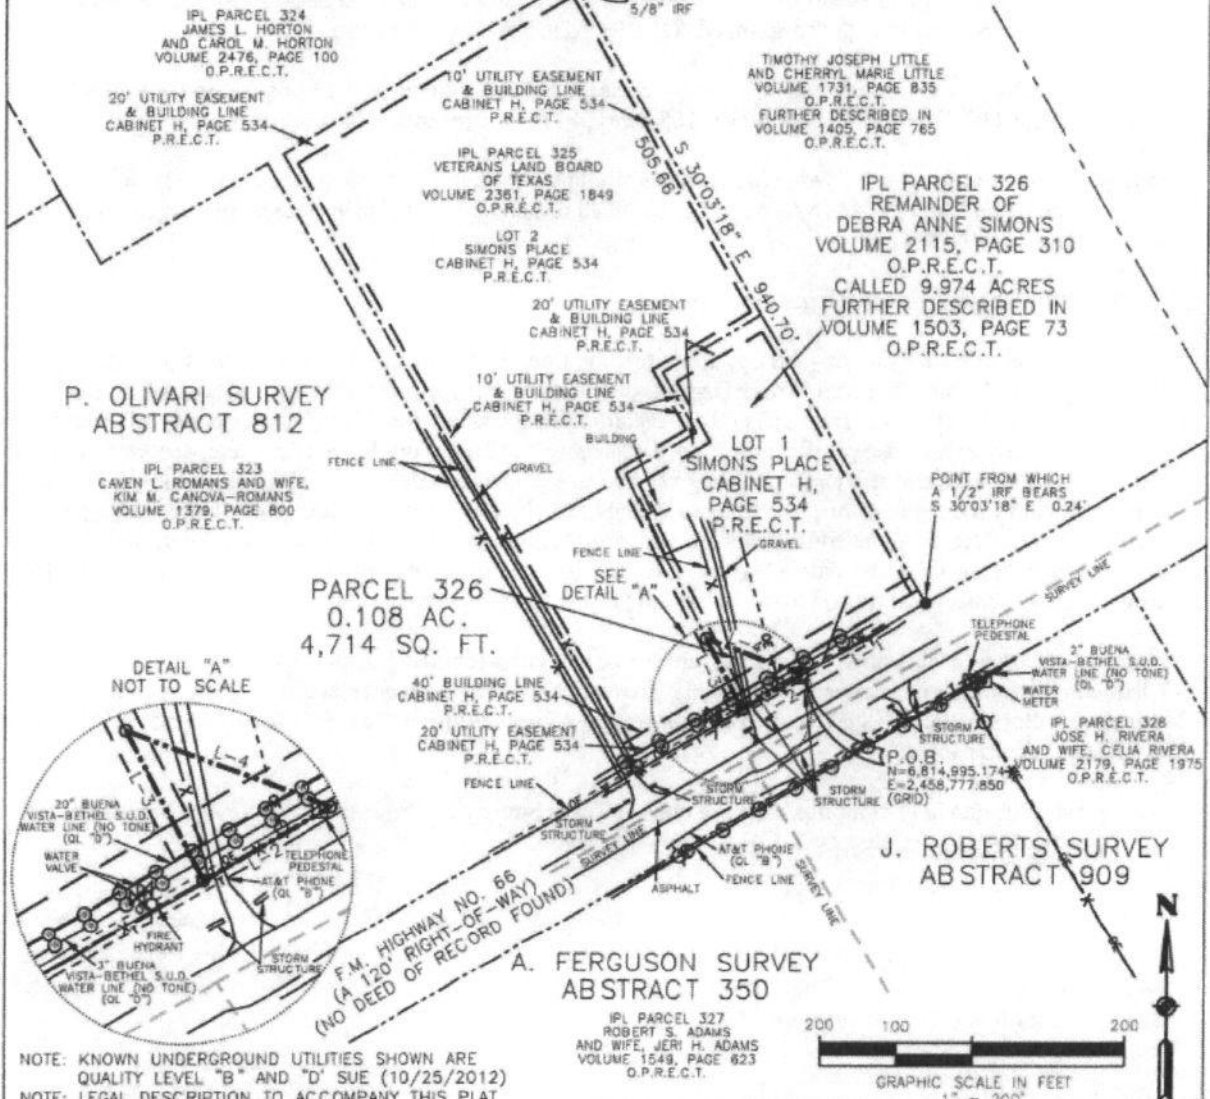 IPL PARCEL 324
JAMES L. HORTON
AND CAROL M. HORTON
VOLUME 2476, PAGE 100
O.P.R.E.C.T.
5/8" IRF
20' UTILITY EASEMENT
& BUILDING LINE
CABINET H, PAGE 534
P.R.E.C.T.
10' UTILITY EASEMENT
& BUILDING LINE
CABINET H, PAGE 534
P.R.E.C.T.
TIMOTHY JOSEPH LITTLE
AND CHERRYL MARIE LITTLE
VOLUME 1731, PAGE 835
O.P.R.E.C.T.
FURTHER DESCRIBED IN
VOLUME 1405, PAGE 765
O.P.R.E.C.T.
IPL PARCEL 325
VETERANS LAND BOARD
OF TEXAS
VOLUME 2361, PAGE 1849
O.P.R.E.C.T.
LOT 2
SIMONS PLACE
CABINET H, PAGE 534
P.R.E.C.T.
505.66'
S 30°03'18" E 940.70'
IPL PARCEL 326
REMAINDER OF
DEBRA ANNE SIMONS
VOLUME 2115, PAGE 310
O.P.R.E.C.T.
CALLED 9.974 ACRES
FURTHER DESCRIBED IN
VOLUME 1503, PAGE 73
O.P.R.E.C.T.
20' UTILITY EASEMENT
& BUILDING LINE
CABINET H, PAGE 534
P.R.E.C.T.
10' UTILITY EASEMENT
& BUILDING LINE
CABINET H, PAGE 534
P.R.E.C.T.
P. OLIVARI SURVEY
ABSTRACT 812
IPL PARCEL 323
CAVEN L. ROMANS AND WIFE,
KIM M. CANOVA-ROMANS
VOLUME 1379, PAGE 800
O.P.R.E.C.T.
FENCE LINE
GRAVEL
BUILDING
LOT 1
SIMONS PLACE
CABINET H,
PAGE 534
P.R.E.C.T.
GRAVEL
FENCE LINE
SEE
DETAIL "A"
POINT FROM WHICH
A 1/2" IRF BEARS
S 30°03'18" E 0.24'
SURVEY LINE
PARCEL 326
0.108 AC.
4,714 SQ. FT.
L-1
TELEPHONE
PEDESTAL
2" BUENA
VISTA-BETHEL S.U.D.
WATER LINE (NO TONE)
(QL "D")
WATER
METER
40' BUILDING LINE
CABINET H, PAGE 534
P.R.E.C.T.
20' UTILITY EASEMENT
CABINET H, PAGE 534
P.R.E.C.T.
FENCE LINE
STORM
STRUCTURE
IPL PARCEL 328
JOSE H. RIVERA
AND WIFE, CELIA RIVERA
VOLUME 2179, PAGE 1975
O.P.R.E.C.T.
P.O.B.
N=6,814,995.174
E=2,458,777.850
(GRID)
STORM
STRUCTURE
STORM
STRUCTURE
STORM
STRUCTURE
SURVEY LINE
AT&T PHONE
(QL "B")
FENCE LINE
ASPHALT
SURVEY LINE
DETAIL "A"
NOT TO SCALE
L-4
L-3
L-2
OE
20" BUENA
VISTA-BETHEL S.U.D.
WATER LINE (NO TONE)
(QL "D")
WATER
VALVE
TELEPHONE
PEDESTAL
AT&T PHONE
(QL "B")
FIRE
HYDRANT
STORM
STRUCTURE
3" BUENA
VISTA-BETHEL S.U.D.
WATER LINE (NO TONE)
(QL "D")
F.M. HIGHWAY NO. 66
(A 120' RIGHT-OF-WAY)
(NO DEED OF RECORD FOUND)
J. ROBERTS SURVEY
ABSTRACT 909
A. FERGUSON SURVEY
ABSTRACT 350
IPL PARCEL 327
ROBERT S. ADAMS
AND WIFE, JERI H. ADAMS
VOLUME 1549, PAGE 623
O.P.R.E.C.T.
N
200 100 200
GRAPHIC SCALE IN FEET
1" = 200'
NOTE: KNOWN UNDERGROUND UTILITIES SHOWN ARE
QUALITY LEVEL "B" AND "D' SUE (10/25/2012)
NOTE: LEGAL DESCRIPTION TO ACCOMPANY THIS PLAT